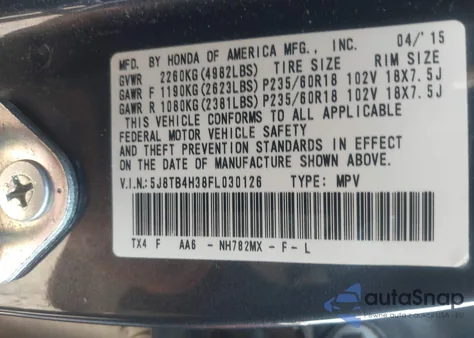 MFD. BY HONDA OF AMERICA MFG., INC. 04/'15
GVWR 2260KG(4982LBS) TIRE SIZE RIM SIZE
GAWR F 1190KG(2623LBS) P235/60R18 102V 18X7.5J
GAWR R 1080KG(2381LBS) P235/60R18 102V 18X7.5J
THIS VEHICLE CONFORMS TO ALL APPLICABLE
FEDERAL MOTOR VEHICLE SAFETY
AND THEFT PREVENTION STANDARDS IN EFFECT
ON THE DATE OF MANUFACTURE SHOWN ABOVE.
V.I.N.:5J8TB4H38FL030126 TYPE: MPV
TX4 F AA6 - NH782MX - F - L
autoSnap